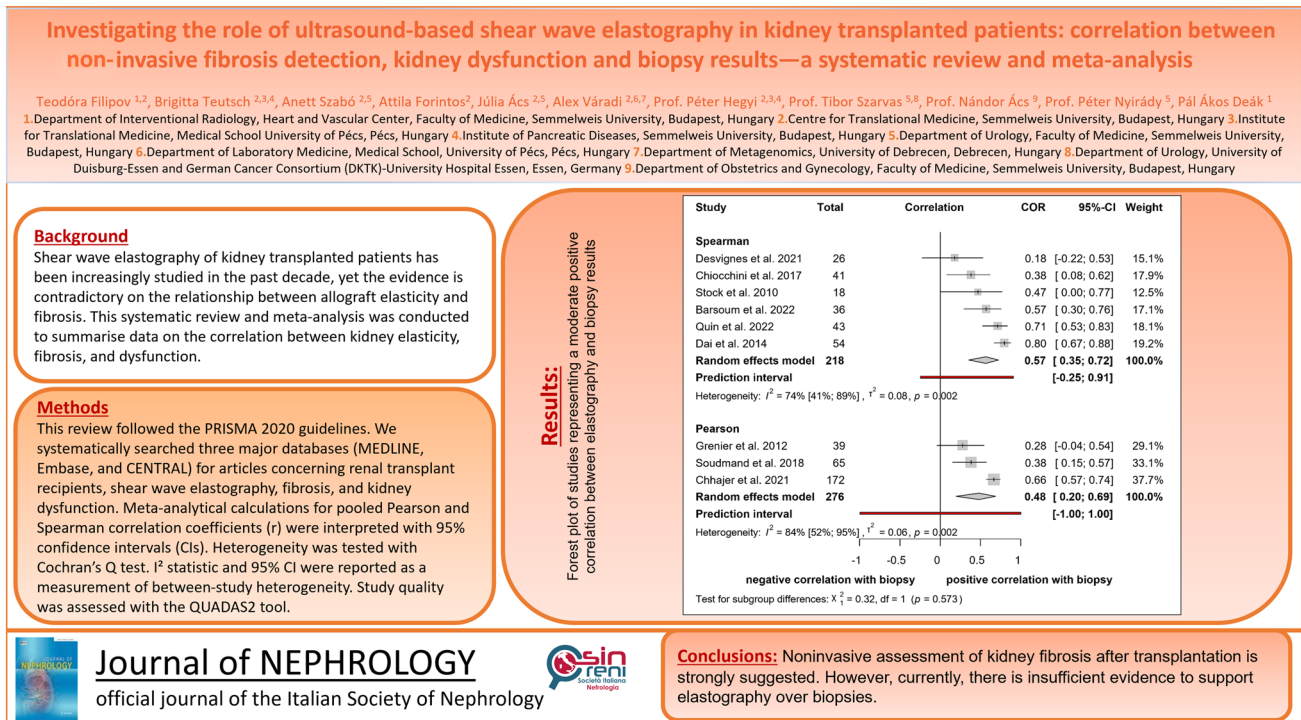 Investigating the role of ultrasound-based shear wave elastography in kidney transplanted patients: correlation between
non-invasive fibrosis detection, kidney dysfunction and biopsy results—a systematic review and meta-analysis
Teodóra Filipov 1,2, Brigitta Teutsch 2,3,4, Anett Szabó 2,5, Attila Forintos2, Júlia Ács 2,5, Alex Váradi 2,6,7, Prof. Péter Hegyi 2,3,4, Prof. Tibor Szarvas 5,8, Prof. Nándor Ács 9, Prof. Péter Nyirády 5, Pál Ákos Deák 1
1.Department of Interventional Radiology, Heart and Vascular Center, Faculty of Medicine, Semmelweis University, Budapest, Hungary 2.Centre for Translational Medicine, Semmelweis University, Budapest, Hungary 3.Institute
for Translational Medicine, Medical School University of Pécs, Pécs, Hungary 4.Institute of Pancreatic Diseases, Semmelweis University, Budapest, Hungary 5.Department of Urology, Faculty of Medicine, Semmelweis University,
Budapest, Hungary 6.Department of Laboratory Medicine, Medical School, University of Pécs, Pécs, Hungary 7.Department of Metagenomics, University of Debrecen, Debrecen, Hungary 8.Department of Urology, University of
Duisburg-Essen and German Cancer Consortium (DKTK)-University Hospital Essen, Essen, Germany 9.Department of Obstetrics and Gynecology, Faculty of Medicine, Semmelweis University, Budapest, Hungary
Background
Shear wave elastography of kidney transplanted patients has
been increasingly studied in the past decade, yet the evidence is
contradictory on the relationship between allograft elasticity and
fibrosis. This systematic review and meta-analysis was conducted
to summarise data on the correlation between kidney elasticity,
fibrosis, and dysfunction.
Methods
This review followed the PRISMA 2020 guidelines. We
systematically searched three major databases (MEDLINE,
Embase, and CENTRAL) for articles concerning renal transplant
recipients, shear wave elastography, fibrosis, and kidney
dysfunction. Meta-analytical calculations for pooled Pearson and
Spearman correlation coefficients (r) were interpreted with 95%
confidence intervals (CIs). Heterogeneity was tested with
Cochran's Q test. I² statistic and 95% CI were reported as a
measurement of between-study heterogeneity. Study quality
was assessed with the QUADAS2 tool.
Results:
Forest plot of studies representing a moderate positive
correlation between elastography and biopsy results
Study Total Correlation COR 95%-CI Weight
Spearman
Desvignes et al. 2021 26 0.18 [-0.22; 0.53] 15.1%
Chiocchini et al. 2017 41 0.38 [ 0.08; 0.62] 17.9%
Stock et al. 2010 18 0.47 [ 0.00; 0.77] 12.5%
Barsoum et al. 2022 36 0.57 [ 0.30; 0.76] 17.1%
Quin et al. 2022 43 0.71 [ 0.53; 0.83] 18.1%
Dai et al. 2014 54 0.80 [ 0.67; 0.88] 19.2%
Random effects model 218 0.57 [ 0.35; 0.72] 100.0%
Prediction interval [-0.25; 0.91]
Heterogeneity: I² = 74% [41%; 89%] , τ² = 0.08, p = 0.002
Pearson
Grenier et al. 2012 39 0.28 [-0.04; 0.54] 29.1%
Soudmand et al. 2018 65 0.38 [ 0.15; 0.57] 33.1%
Chhajer et al. 2021 172 0.66 [ 0.57; 0.74] 37.7%
Random effects model 276 0.48 [ 0.20; 0.69] 100.0%
Prediction interval [-1.00; 1.00]
Heterogeneity: I² = 84% [52%; 95%] , τ² = 0.06, p = 0.002
-1 -0.5 0 0.5 1
negative correlation with biopsy positive correlation with biopsy
Test for subgroup differences: χ²₁ = 0.32, df = 1 (p = 0.573)
JOURNAL OF
NEPHROLOGY
Journal of NEPHROLOGY
official journal of the Italian Society of Nephrology
sin
reni
Società Italiana
Nefrologia
Conclusions: Noninvasive assessment of kidney fibrosis after transplantation is
strongly suggested. However, currently, there is insufficient evidence to support
elastography over biopsies.